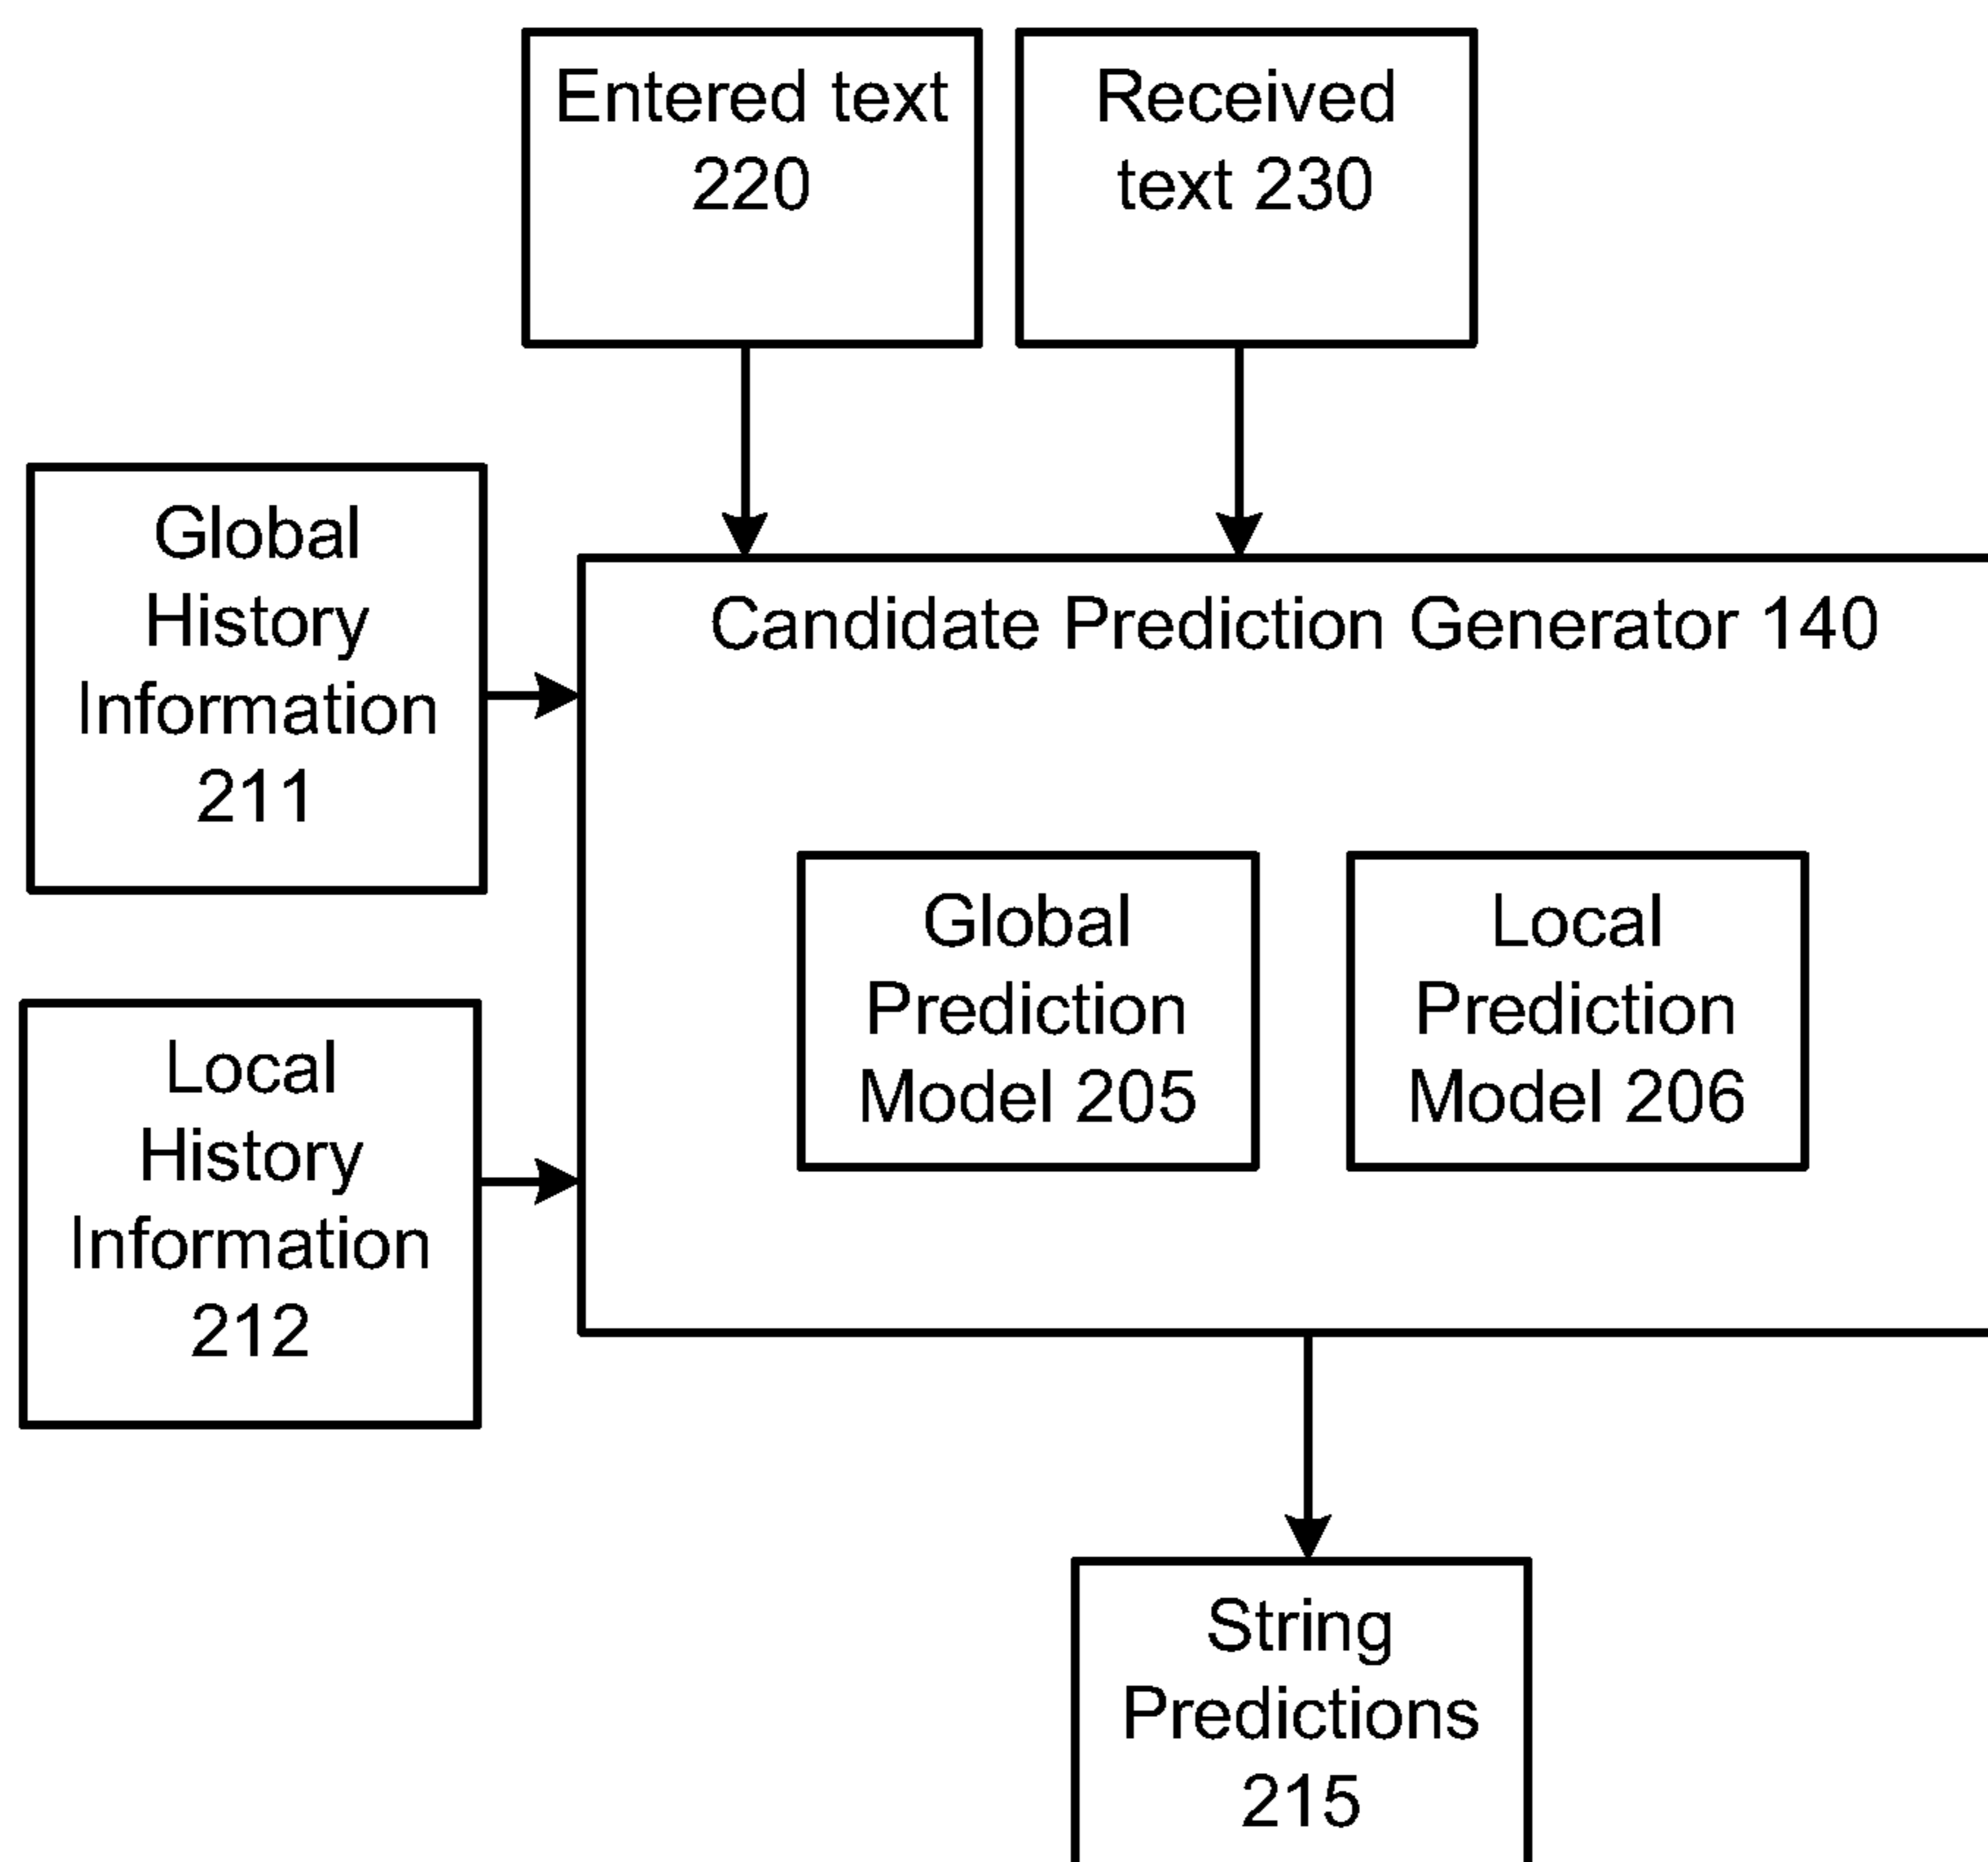 Entered text
220
Received
text 230
Global
History
Information
211
Candidate Prediction Generator 140
Global
Prediction
Model 205
Local
Prediction
Model 206
Local
History
Information
212
String
Predictions
215